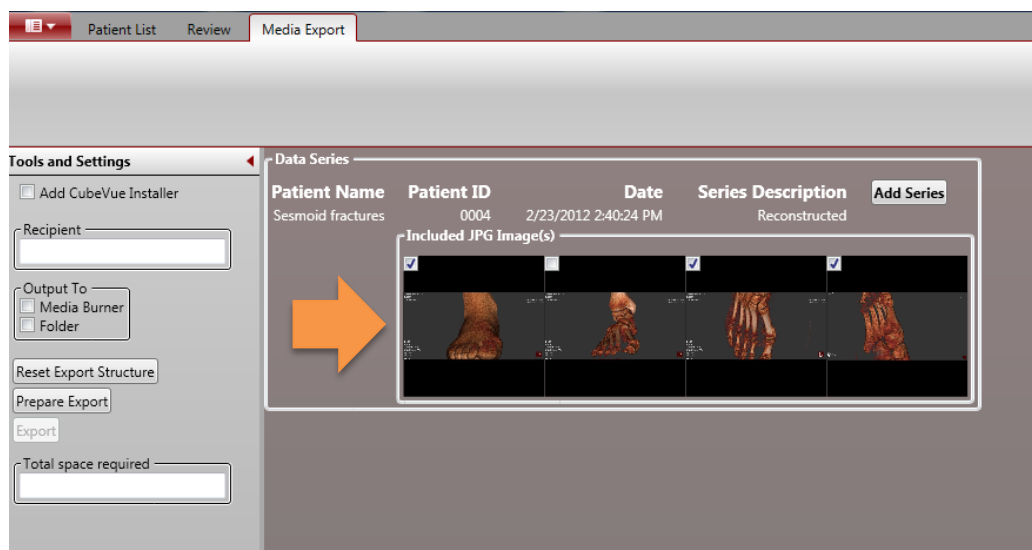 Patient List Review Media Export
Tools and Settings
Add CubeVue Installer
Recipient
Output To
Media Burner
Folder
Reset Export Structure
Prepare Export
Export
Total space required
Data Series
Patient Name Patient ID Date Series Description Add Series
Sesmoid fractures 0004 2/23/2012 2:40:24 PM Reconstructed
Included JPG Image(s)